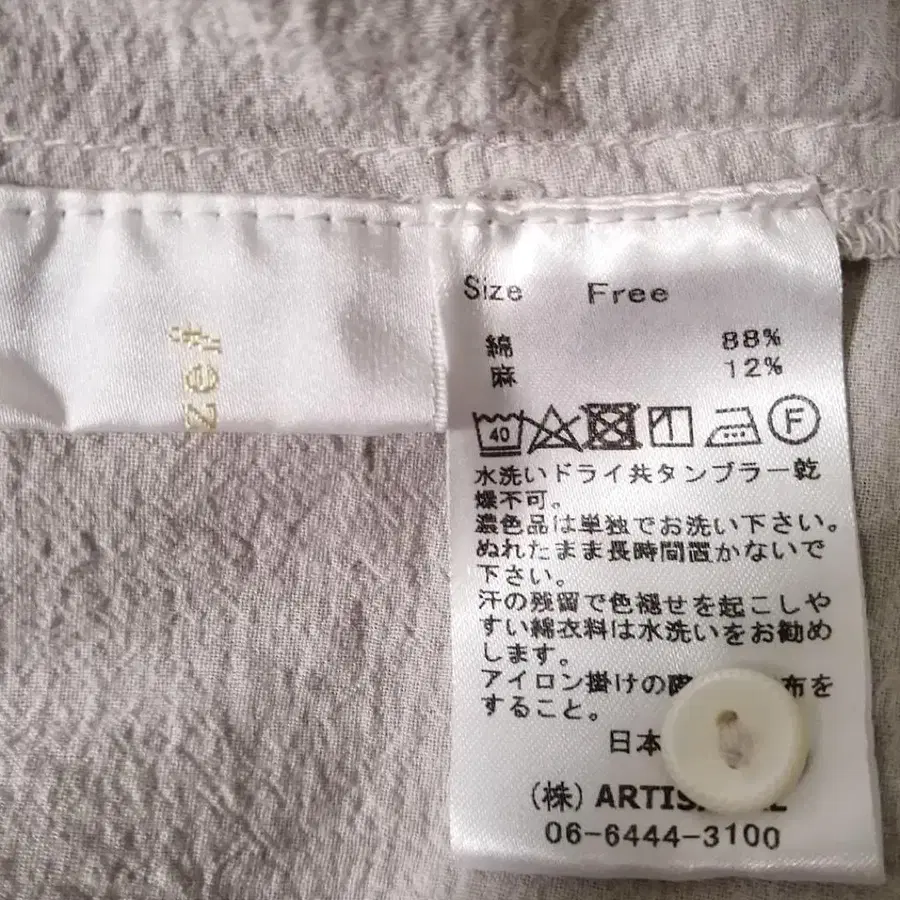 Size Free
綿 88%
麻 12%
40
F
水洗いドライ共タンブラー乾
燥不可。
濃色品は単独でお洗い下さい。
ぬれたまま長時間置かないで
下さい。
汗の残留で色褪せを起こしや
すい綿衣料は水洗いをお勧め
します。
アイロン掛けの際 布を
すること。
日本
(株) ARTIS
06-6444-3100